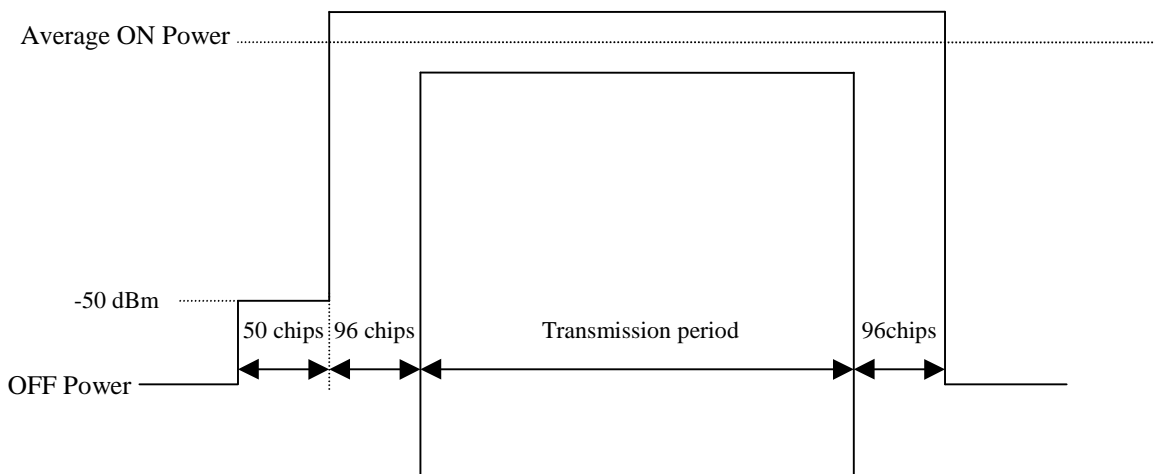 Average ON Power
-50 dBm
50 chips 96 chips Transmission period 96chips
OFF Power